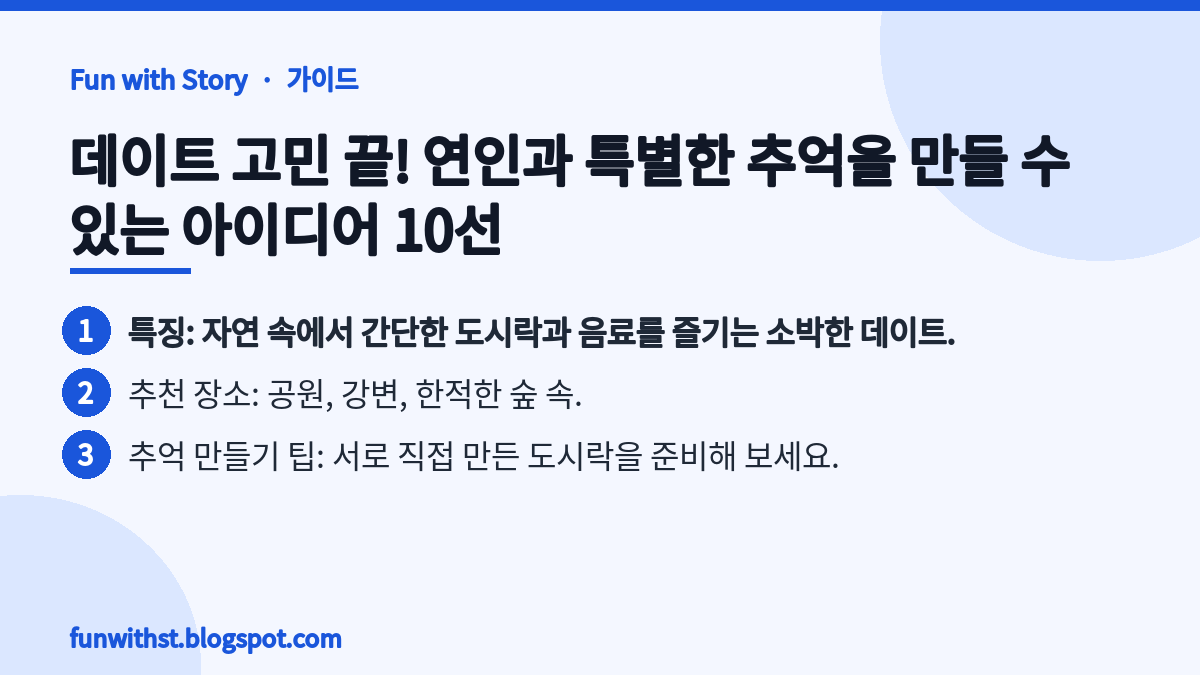 Fun with Story · 가이드
데이트 고민 끝! 연인과 특별한 추억을 만들 수
있는 아이디어 10선
1 특징: 자연 속에서 간단한 도시락과 음료를 즐기는 소박한 데이트.
2 추천 장소: 공원, 강변, 한적한 숲 속.
3 추억 만들기 팁: 서로 직접 만든 도시락을 준비해 보세요.
funwithst.blogspot.com